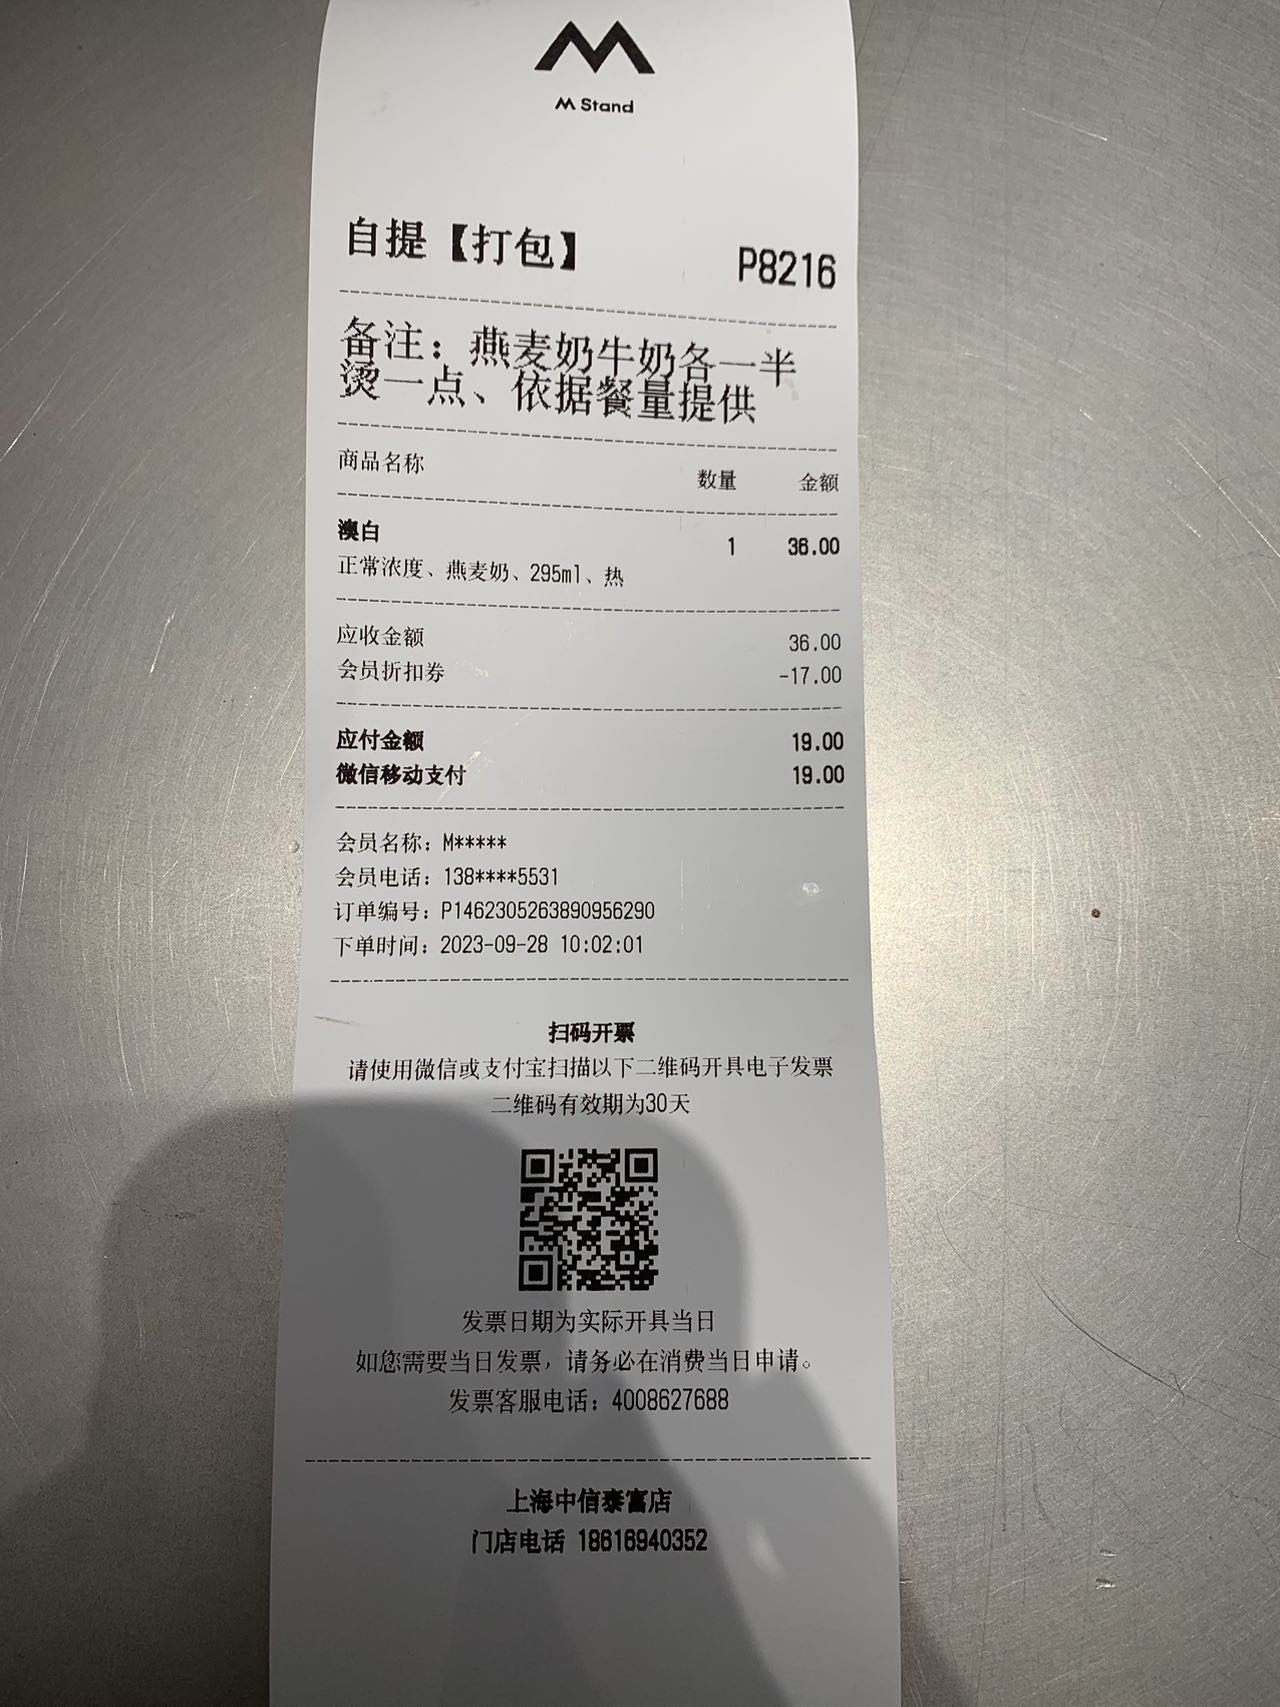 M Stand
自提【打包】 P8216
备注：燕麦奶牛奶各一半
烫一点、依据餐量提供
商品名称 数量 金额
澳白 1 36.00
正常浓度、燕麦奶、295ml、热
应收金额 36.00
会员折扣券 -17.00
应付金额 19.00
微信移动支付 19.00
会员名称：M*****
会员电话：138****5531
订单编号：P1462305263890956290
下单时间：2023-09-28 10:02:01
扫码开票
请使用微信或支付宝扫描以下二维码开具电子发票
二维码有效期为30天
发票日期为实际开具当日
如您需要当日发票，请务必在消费当日申请。
发票客服电话：4008627688
上海中信泰富店
门店电话 18616940352